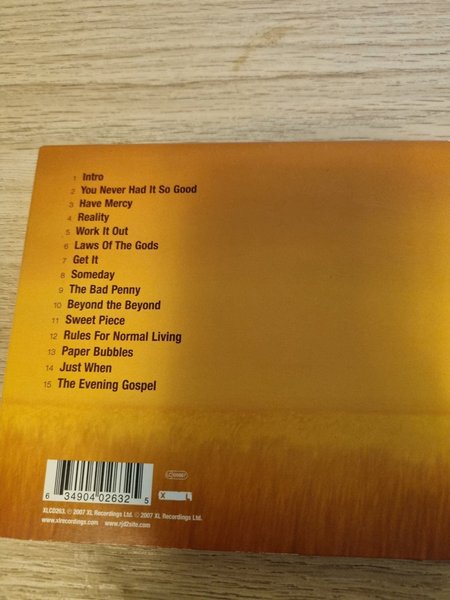 1 Intro
2 You Never Had It So Good
3 Have Mercy
4 Reality
5 Work It Out
6 Laws Of The Gods
7 Get It
8 Someday
9 The Bad Penny
10 Beyond the Beyond
11 Sweet Piece
12 Rules For Normal Living
13 Paper Bubbles
14 Just When
15 The Evening Gospel
6 34904 02632 5
X L
XLCD263. ℗ 2007 XL Recordings Ltd. © 2007 XL Recordings Ltd.
www.xlrecordings.com www.rjd2site.com